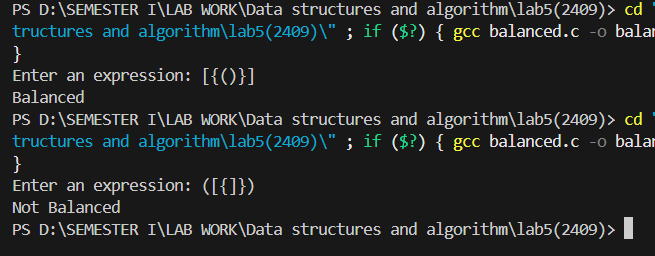 PS D:\SEMESTER I\LAB WORK\Data structures and algorithm\lab5(2409)> cd "
tructures and algorithm\lab5(2409)\" ; if ($?) { gcc balanced.c -o bala
}
Enter an expression: [{()}]
Balanced
PS D:\SEMESTER I\LAB WORK\Data structures and algorithm\lab5(2409)> cd "
tructures and algorithm\lab5(2409)\" ; if ($?) { gcc balanced.c -o bala
}
Enter an expression: ([{]})
Not Balanced
PS D:\SEMESTER I\LAB WORK\Data structures and algorithm\lab5(2409)>